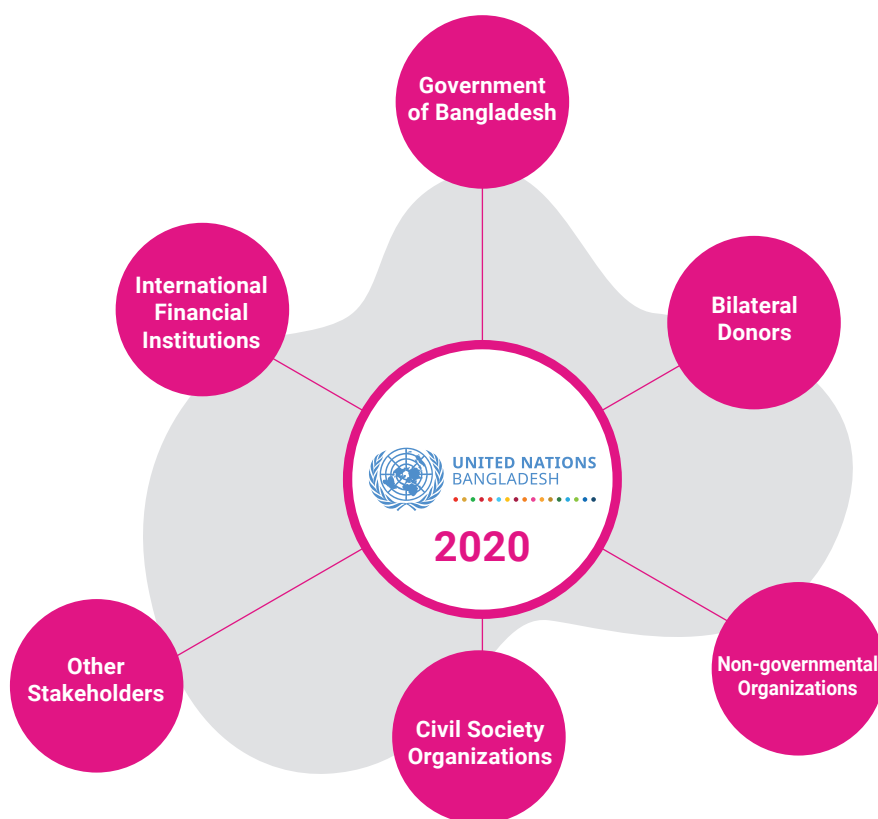 Government
of Bangladesh
International
Financial
Institutions
Bilateral
Donors
UNITED NATIONS
BANGLADESH
2020
Other
Stakeholders
Non-governmental
Organizations
Civil Society
Organizations